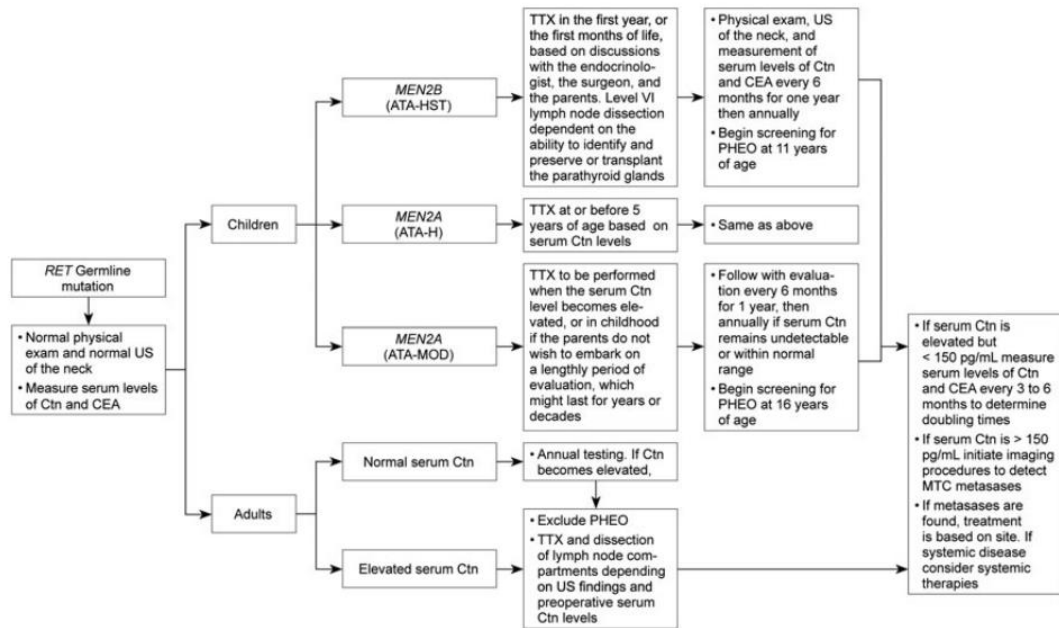 RET Germline
mutation
• Normal physical
exam and normal US
of the neck
• Measure serum levels
of Ctn and CEA
Children
Adults
MEN2B
(ATA-HST)
TTX in the first year, or
the first months of life,
based on discussions
with the endocrinolo-
gist, the surgeon, and
the parents. Level VI
lymph node dissection
dependent on the
ability to identify and
preserve or transplant
the parathyroid glands
• Physical exam, US
of the neck, and
measurement of
serum levels of Ctn
and CEA every 6
months for one year
then annually
• Begin screening for
PHEO at 11 years
of age
MEN2A
(ATA-H)
TTX at or before 5
years of age based on
serum Ctn levels
• Same as above
MEN2A
(ATA-MOD)
TTX to be performed
when the serum Ctn
level becomes ele-
vated, or in childhood
if the parents do not
wish to embark on
a lengthly period of
evaluation, which
might last for years or
decades
• Follow with evalua-
tion every 6 months
for 1 year, then
annually if serum Ctn
remains undetectable
or within normal
range
• Begin screening for
PHEO at 16 years
of age
Normal serum Ctn
• Annual testing. If Ctn
becomes elevated,
Elevated serum Ctn
• Exclude PHEO
• TTX and dissection
of lymph node com-
partments depending
on US findings and
preoperative serum
Ctn levels
• If serum Ctn is
elevated but
< 150 pg/mL measure
serum levels of Ctn
and CEA every 3 to 6
months to determine
doubling times
• If serum Ctn is > 150
pg/mL initiate imaging
procedures to detect
MTC metasases
• If metasases are
found, treatment
is based on site. If
systemic disease
consider systemic
therapies